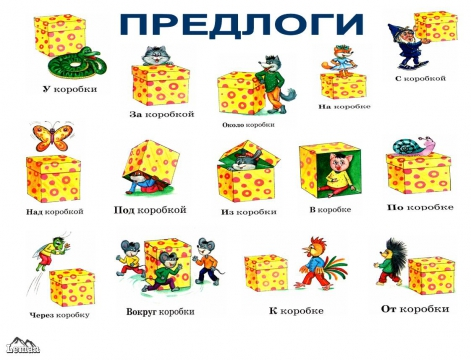 ПРЕДЛОГИ
У коробки
За коробкой
Около коробки
На коробке
С коробкой
Над коробкой
Под коробкой
Из коробки
В коробке
По коробке
Через коробку
Вокруг коробки
К коробке
От коробки
Lemaa